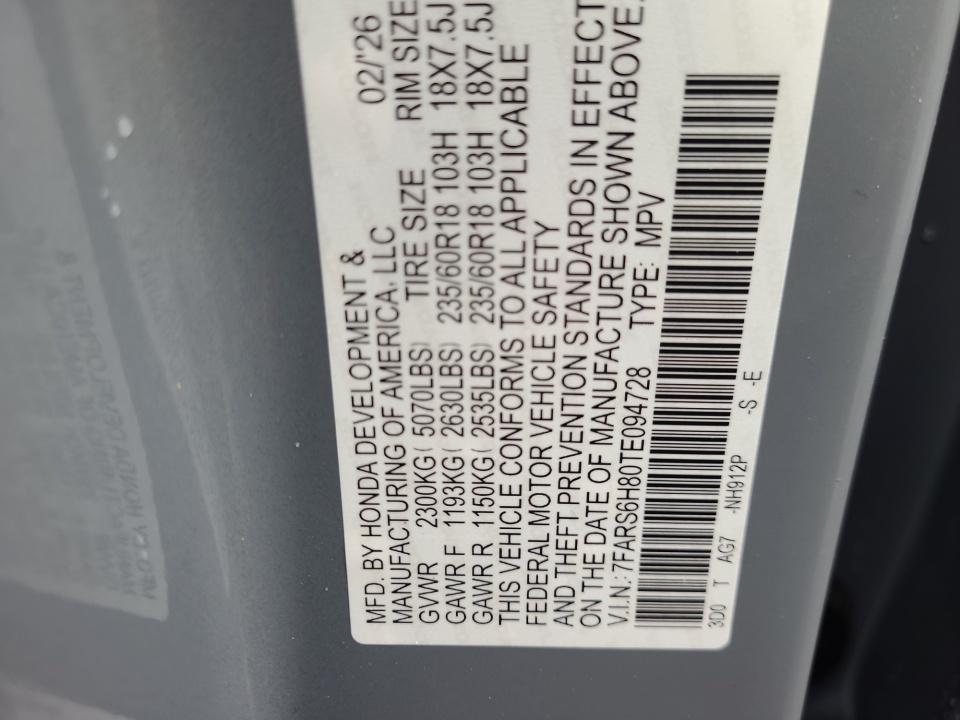 MFD. BY HONDA DEVELOPMENT & 02/'26
MANUFACTURING OF AMERICA, LLC
GVWR 2300KG ( 5070LBS) TIRE SIZE RIM SIZE
GAWR F 1193KG ( 2630LBS) 235/60R18 103H 18X7.5J
GAWR R 1150KG ( 2535LBS) 235/60R18 103H 18X7.5J
THIS VEHICLE CONFORMS TO ALL APPLICABLE
FEDERAL MOTOR VEHICLE SAFETY
AND THEFT PREVENTION STANDARDS IN EFFECT
ON THE DATE OF MANUFACTURE SHOWN ABOVE.
V.I.N.: 7FARS6H80TE094728 TYPE: MPV
3D0 T AG7 -NH912P -S -E